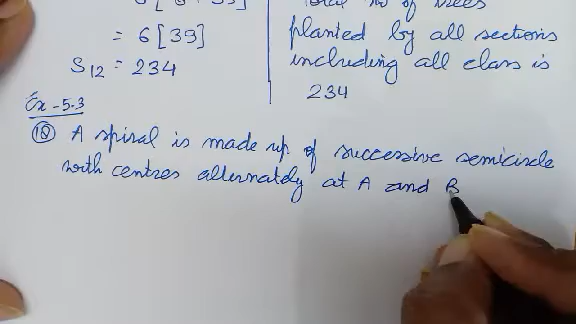 = 6 [39]
S12 = 234
planted by all sections
including all class is
234
Ex - 5.3
18 A spiral is made up of successive semicircle
with centres alternately at A and B